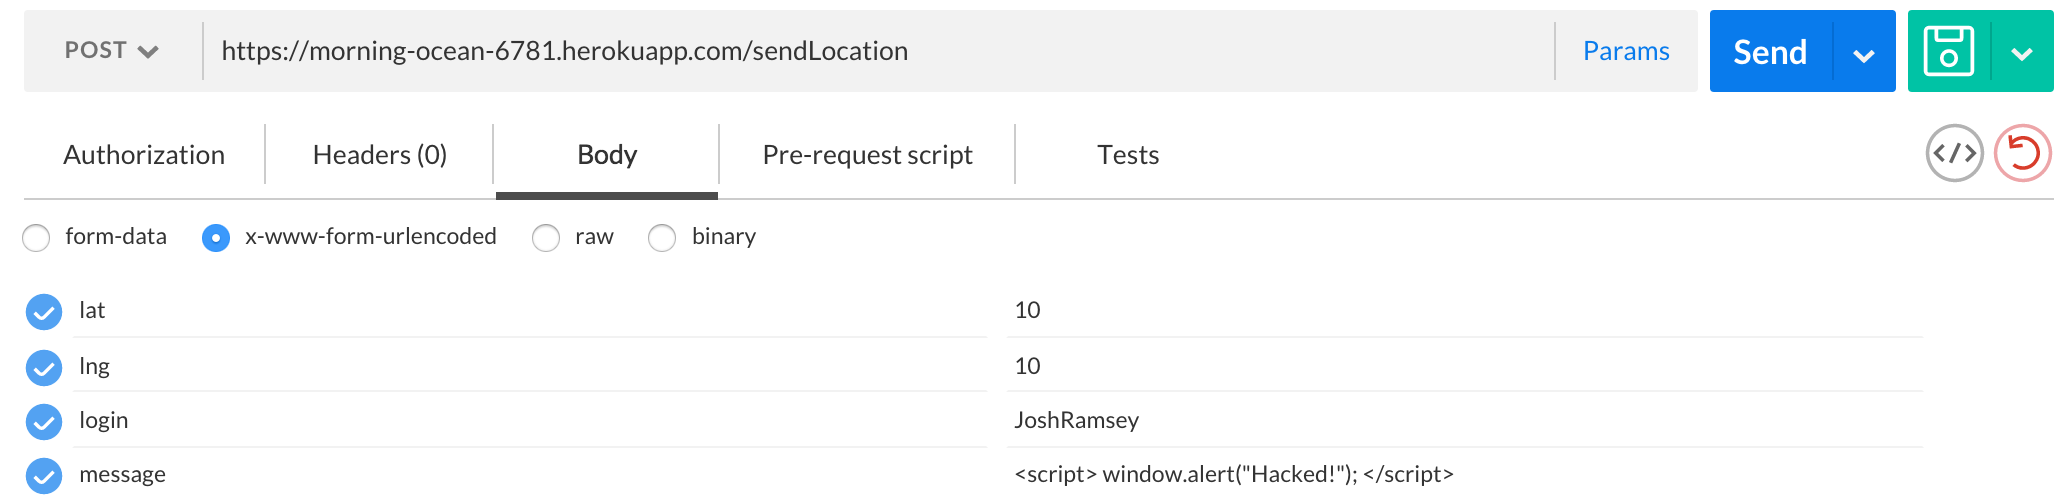 POST https://morning-ocean-6781.herokuapp.com/sendLocation Params Send
Authorization Headers (0) Body Pre-request script Tests </>
form-data x-www-form-urlencoded raw binary
lat 10
lng 10
login JoshRamsey
message <script> window.alert("Hacked!"); </script>